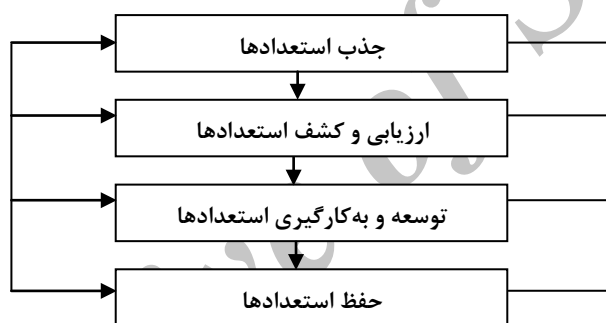 جذب استعدادها
ارزیابی و کشف استعدادها
توسعه و به‌کارگیری استعدادها
حفظ استعدادها